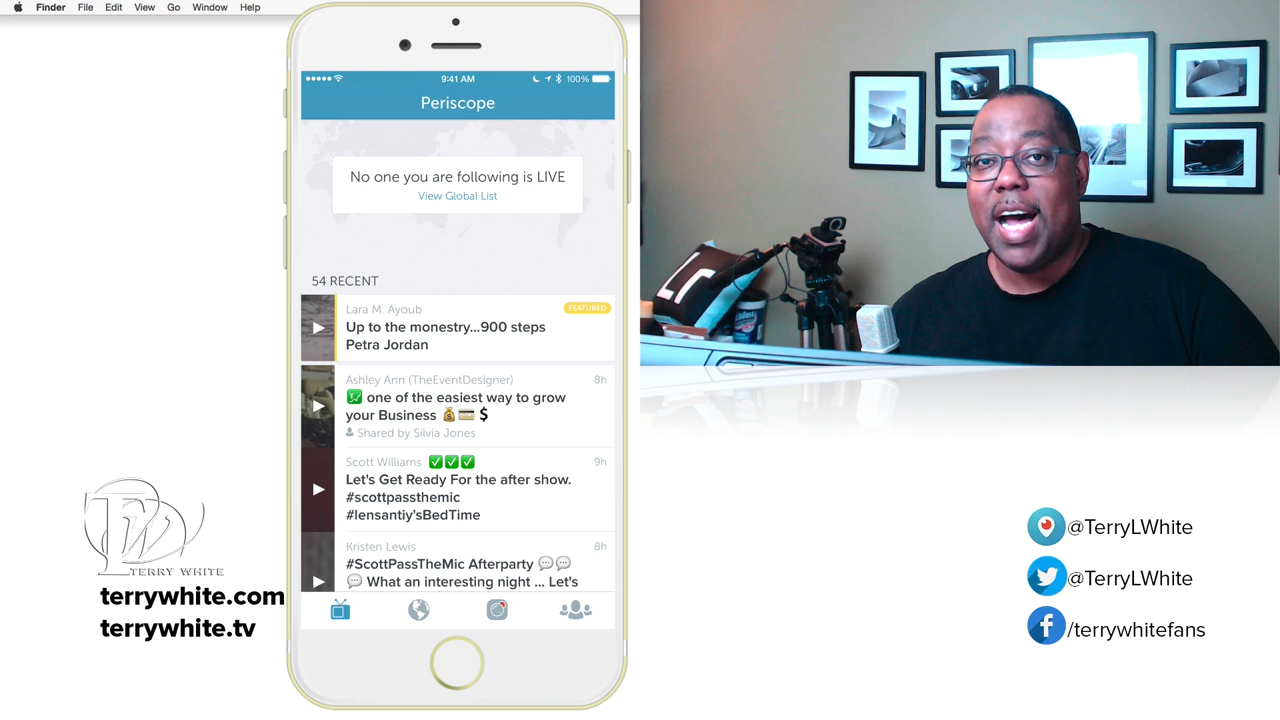 Finder File Edit View Go Window Help
9:41 AM
100%
Periscope
No one you are following is LIVE
View Global List
54 RECENT
Lara M. Ayoub
FEATURED
Up to the monestry...900 steps
Petra Jordan
Ashley Ann (TheEventDesigner) 8h
one of the easiest way to grow
your Business 💰💳💲
Shared by Silvia Jones
Scott Williams ✅✅✅ 9h
Let's Get Ready For the after show.
#scottpassthemic
#lensantiy'sBedTime
Kristen Lewis 8h
#ScottPassTheMic Afterparty 💬💬
💬 What an interesting night ... Let's
TW
TERRY WHITE
terrywhite.com
terrywhite.tv
Lr
@TerryLWhite
@TerryLWhite
/terrywhitefans